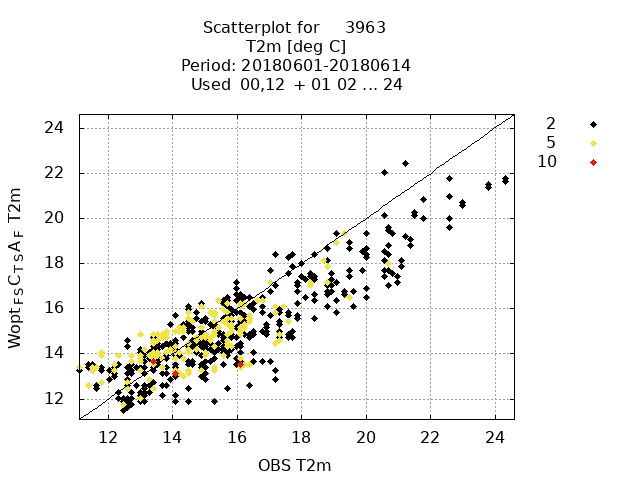 Scatterplot for 3963
T2m [deg C]
Period: 20180601-20180614
Used 00,12 + 01 02 ... 24
2
5
10
24
22
20
18
16
14
12
Wopt FS C TS A F T2m
12 14 16 18 20 22 24
OBS T2m